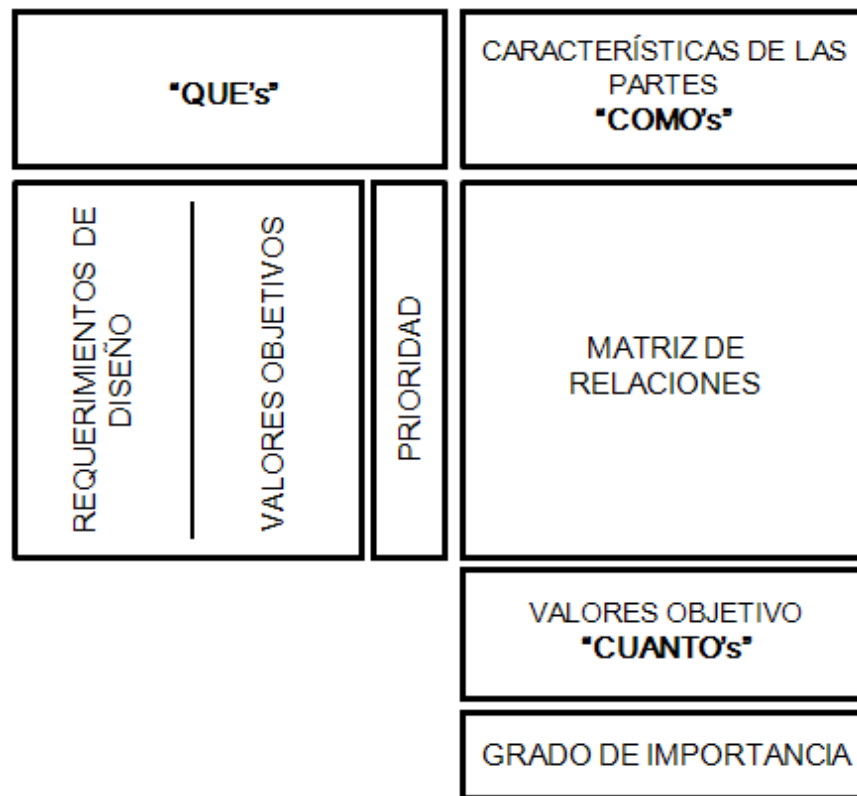 "QUE's"
CARACTERÍSTICAS DE LAS
PARTES
"COMO's"
REQUERIMIENTOS DE
DISEÑO
VALORES OBJETIVOS
PRIORIDAD
MATRIZ DE
RELACIONES
VALORES OBJETIVO
"CUANTO's"
GRADO DE IMPORTANCIA